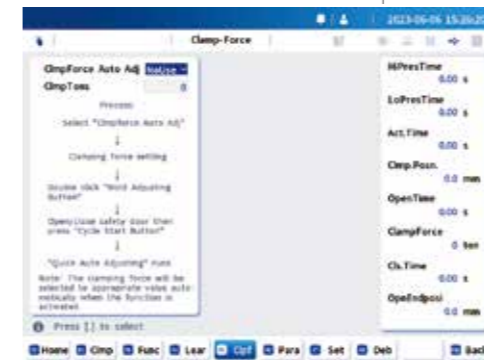 2023-06-06 15:26:20
Clamp-Force
ClmpForce Auto Adj NoUse
ClmpTons 0
Process:
Select "ClmpForce Auto Adj"
↓
Clamping force setting
↓
Double click "Mold Adjusting
Button"
↓
Open/close safety door then
press "Cycle Start Button"
↓
"Quick Auto Adjusting" runs
Note: The clamping force will be
selected to appropriate value auto-
matically when the function is
activated
HiPresTime
0.00 s
LoPresTime
0.00 s
Act.Time
0.00 s
Clmp.Posn.
0.0 mm
OpenTime
0.00 s
ClampForce
0 ton
Cls.Time
0.00 s
OpeEndposi
0.0 mm
Press [] to select
Home Clmp Func Lear Clpf Para Set Deb Back